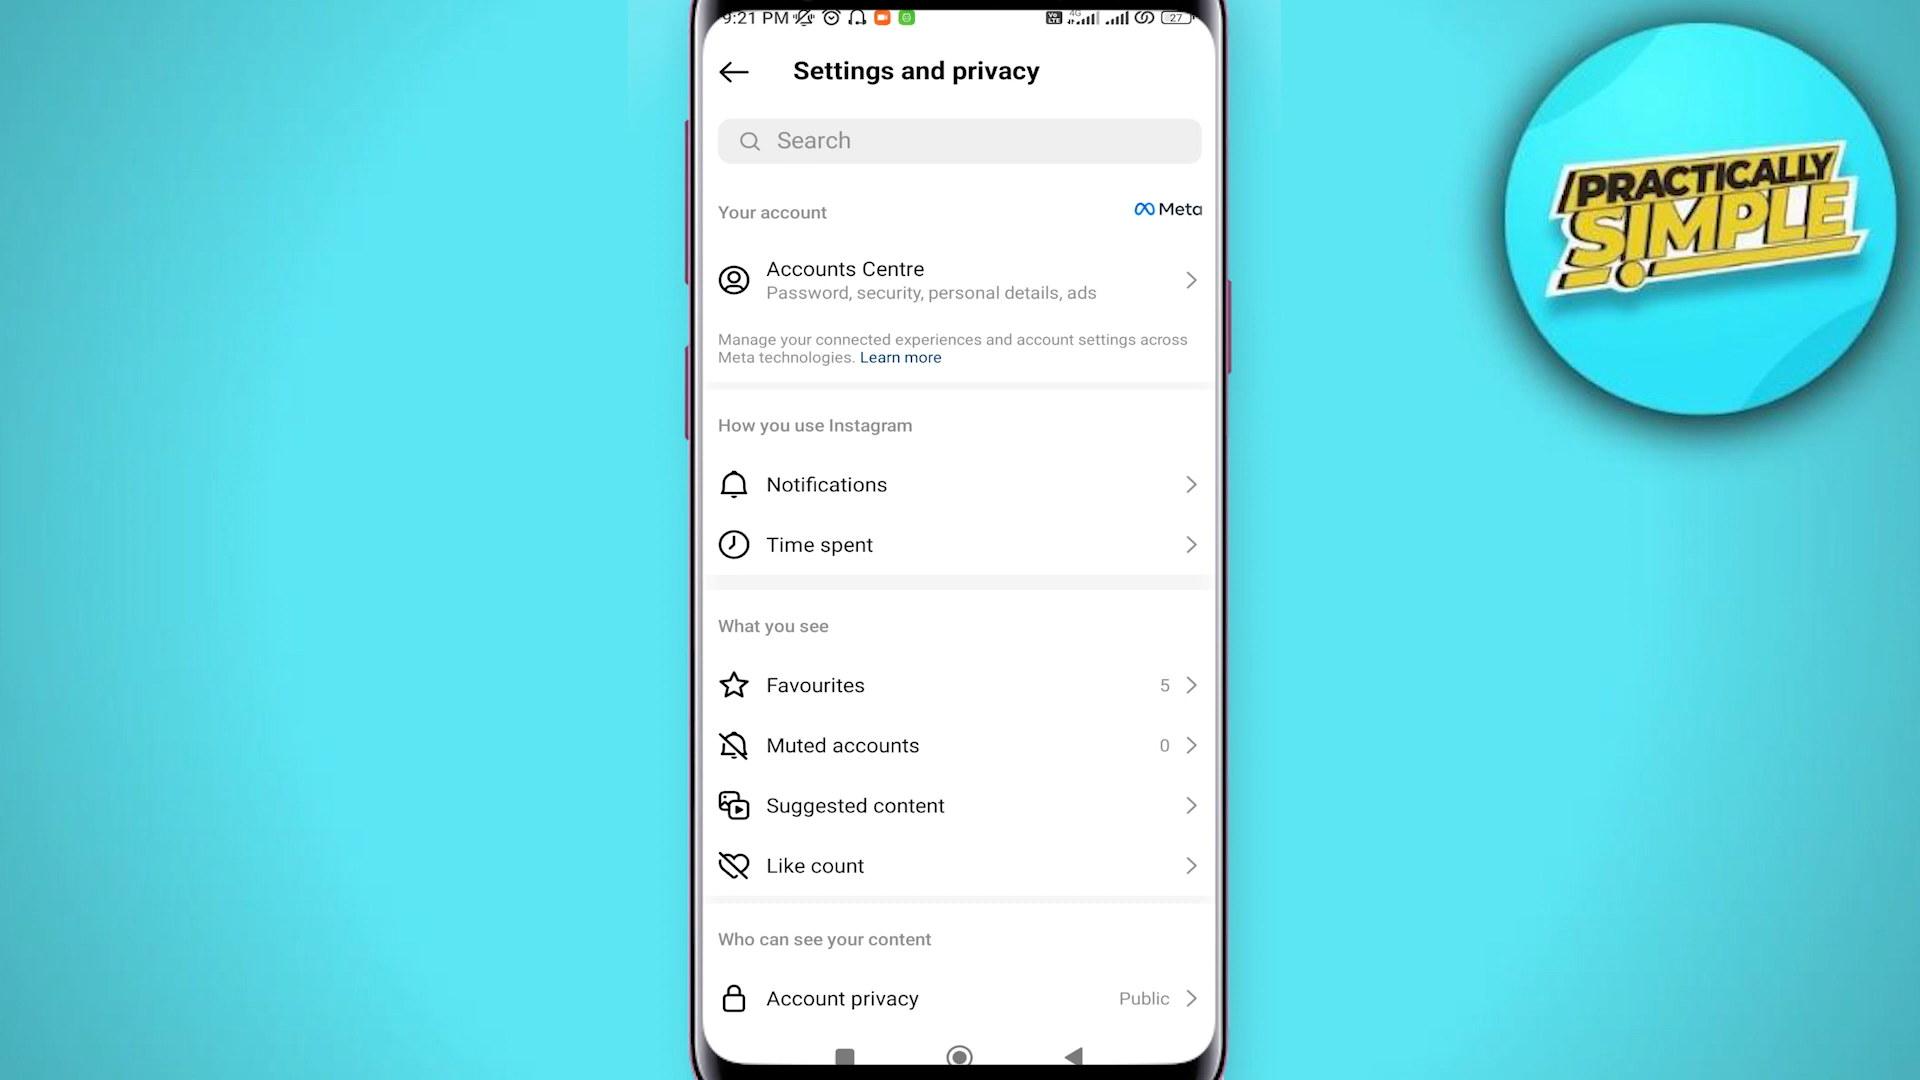 9:21 PM 4G 27
Settings and privacy
Search
Your account
Meta
Accounts Centre
Password, security, personal details, ads
Manage your connected experiences and account settings across
Meta technologies. Learn more
How you use Instagram
Notifications
Time spent
What you see
Favourites 5
Muted accounts 0
Suggested content
Like count
Who can see your content
Account privacy Public
PRACTICALLY
SIMPLE